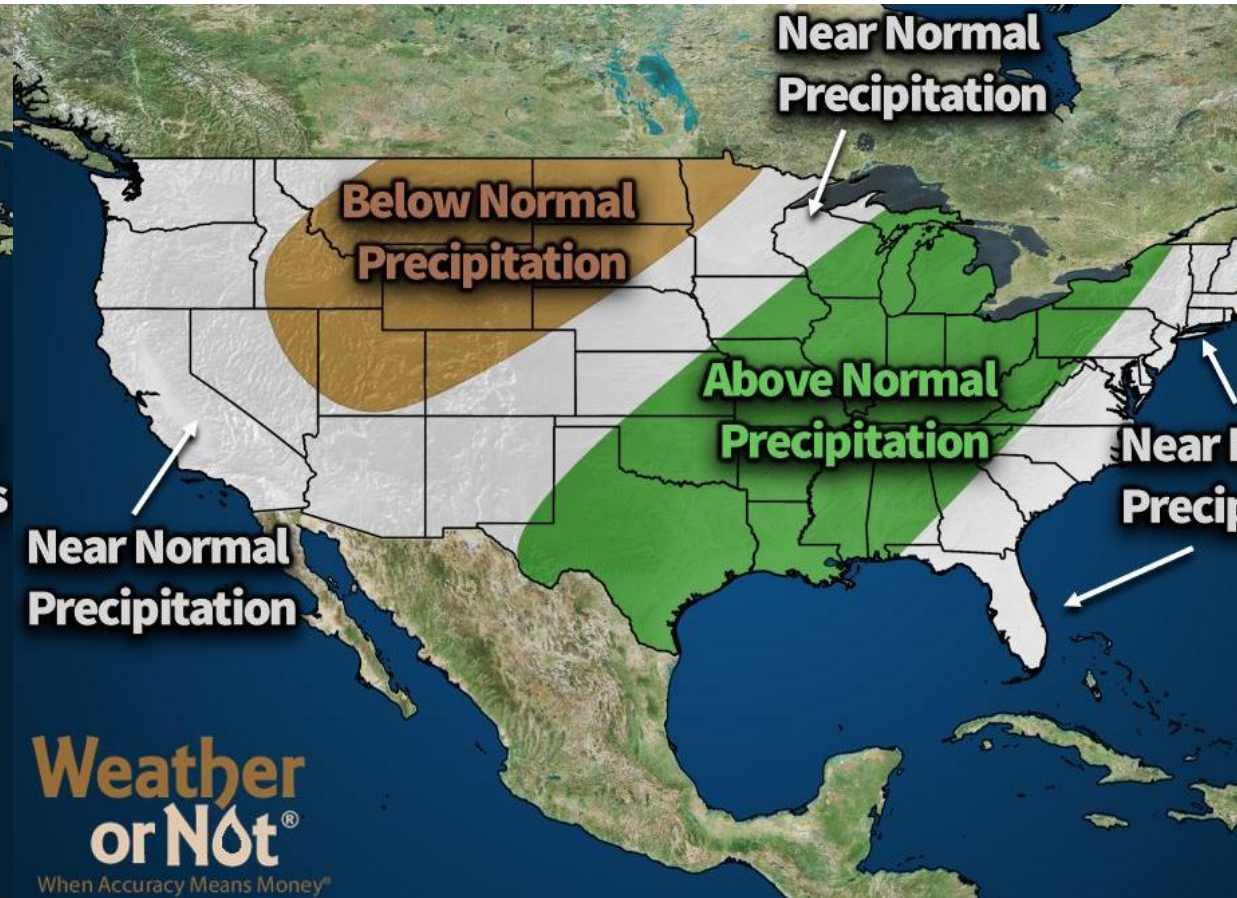 Near Normal
Precipitation
Below Normal
Precipitation
Above Normal
Precipitation
Near
Near Normal
Precipitation
Weather
or Not®
When Accuracy Means Money®